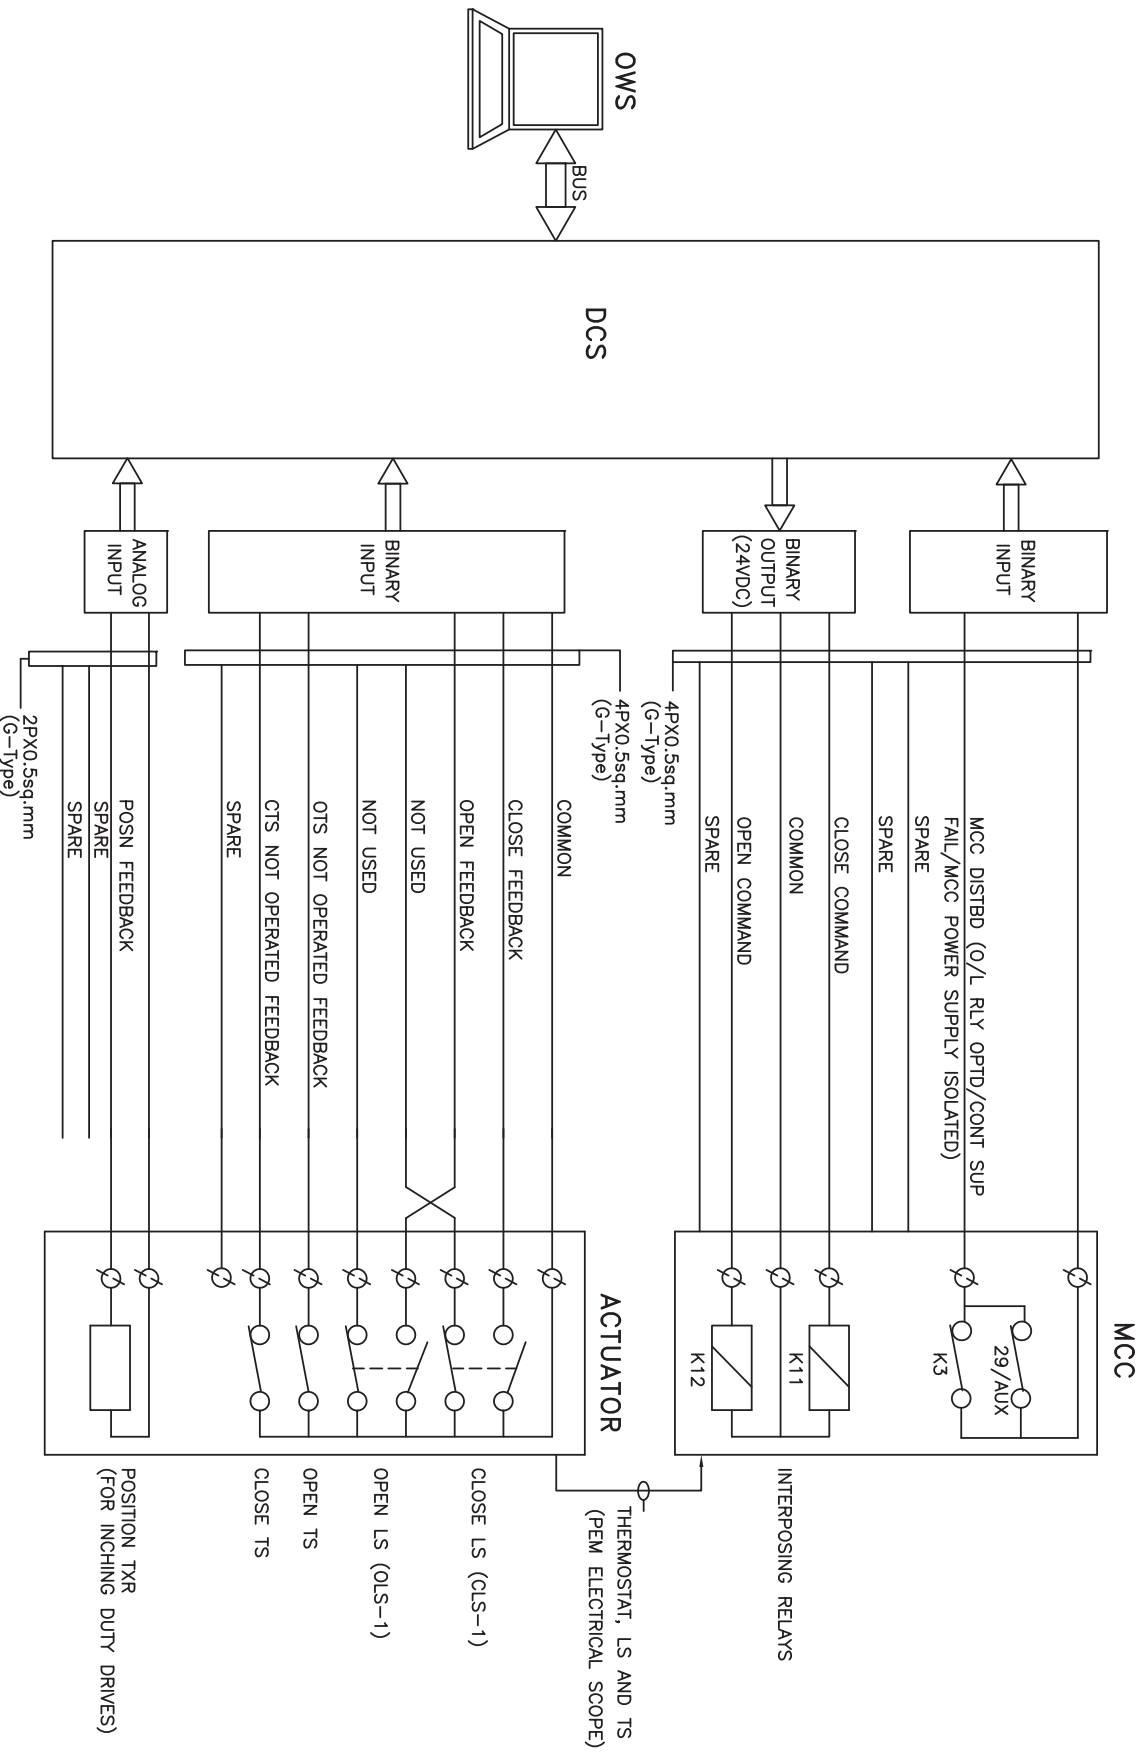 OWS
BUS
DCS
BINARY
INPUT
BINARY
OUTPUT
(24VDC)
BINARY
INPUT
ANALOG
INPUT
4PX0.5sq.mm
(G-Type)
4PX0.5sq.mm
(G-Type)
2PX0.5sq.mm
(G-Type)
MCC DISTBD (O/L RLY OPTD/CONT SUP
FAIL/MCC POWER SUPPLY ISOLATED)
SPARE
SPARE
CLOSE COMMAND
COMMON
OPEN COMMAND
SPARE
COMMON
CLOSE FEEDBACK
OPEN FEEDBACK
NOT USED
NOT USED
OTS NOT OPERATED FEEDBACK
CTS NOT OPERATED FEEDBACK
SPARE
POSN FEEDBACK
SPARE
SPARE
MCC
29/AUX
K3
K11
K12
INTERPOSING RELAYS
ACTUATOR
THERMOSTAT, LS AND TS
(PEM ELECTRICAL SCOPE)
CLOSE LS (CLS-1)
OPEN LS (OLS-1)
OPEN TS
CLOSE TS
POSITION TXR
(FOR INCHING DUTY DRIVES)